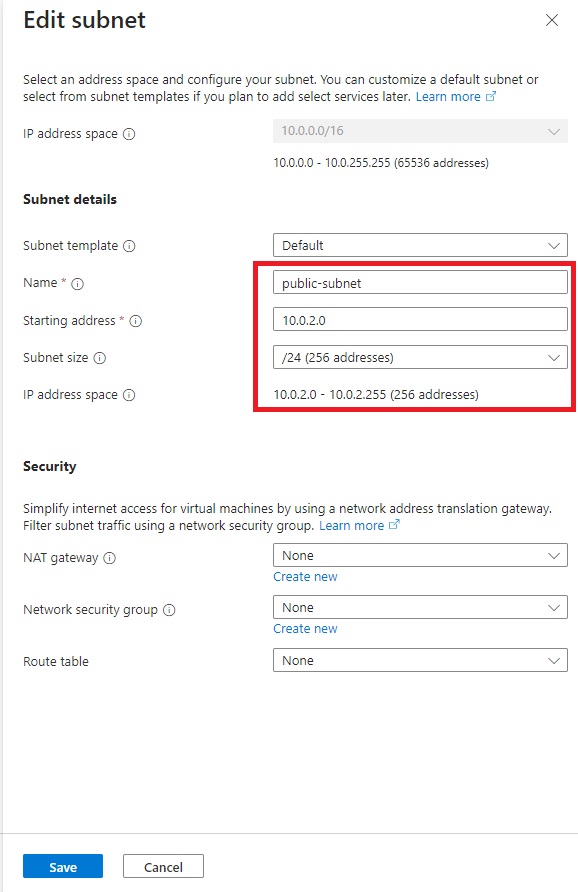 Edit subnet
Select an address space and configure your subnet. You can customize a default subnet or
select from subnet templates if you plan to add select services later. Learn more
IP address space
10.0.0.0/16
10.0.0.0 - 10.0.255.255 (65536 addresses)
Subnet details
Subnet template
Default
Name *
public-subnet
Starting address *
10.0.2.0
Subnet size
/24 (256 addresses)
IP address space
10.0.2.0 - 10.0.2.255 (256 addresses)
Security
Simplify internet access for virtual machines by using a network address translation gateway.
Filter subnet traffic using a network security group. Learn more
NAT gateway
None
Create new
Network security group
None
Create new
Route table
None
Save
Cancel